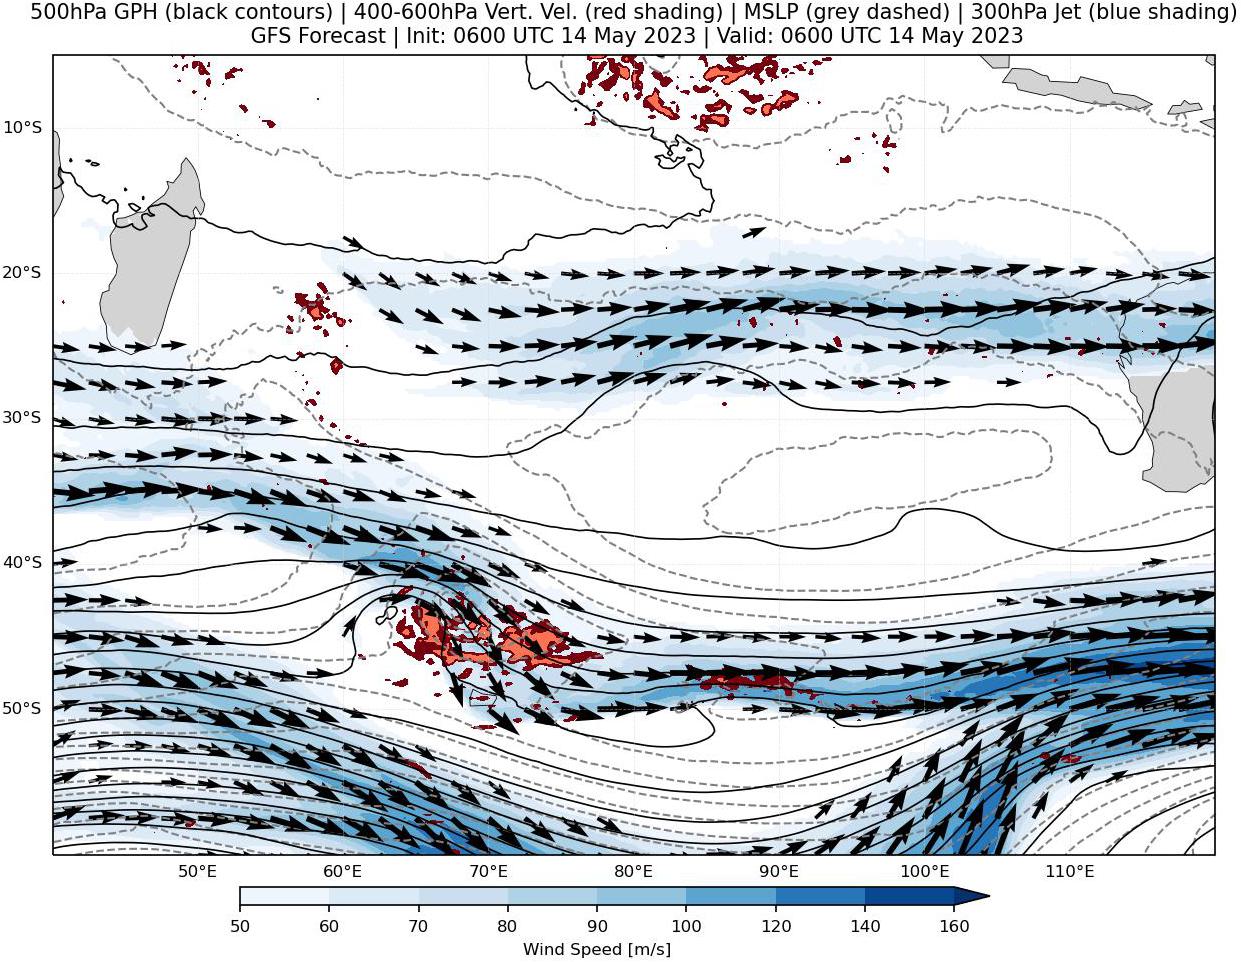 500hPa GPH (black contours) | 400-600hPa Vert. Vel. (red shading) | MSLP (grey dashed) | 300hPa Jet (blue shading)
GFS Forecast | Init: 0600 UTC 14 May 2023 | Valid: 0600 UTC 14 May 2023
10°S
20°S
30°S
40°S
50°S
50°E 60°E 70°E 80°E 90°E 100°E 110°E
50 60 70 80 90 100 120 140 160
Wind Speed [m/s]